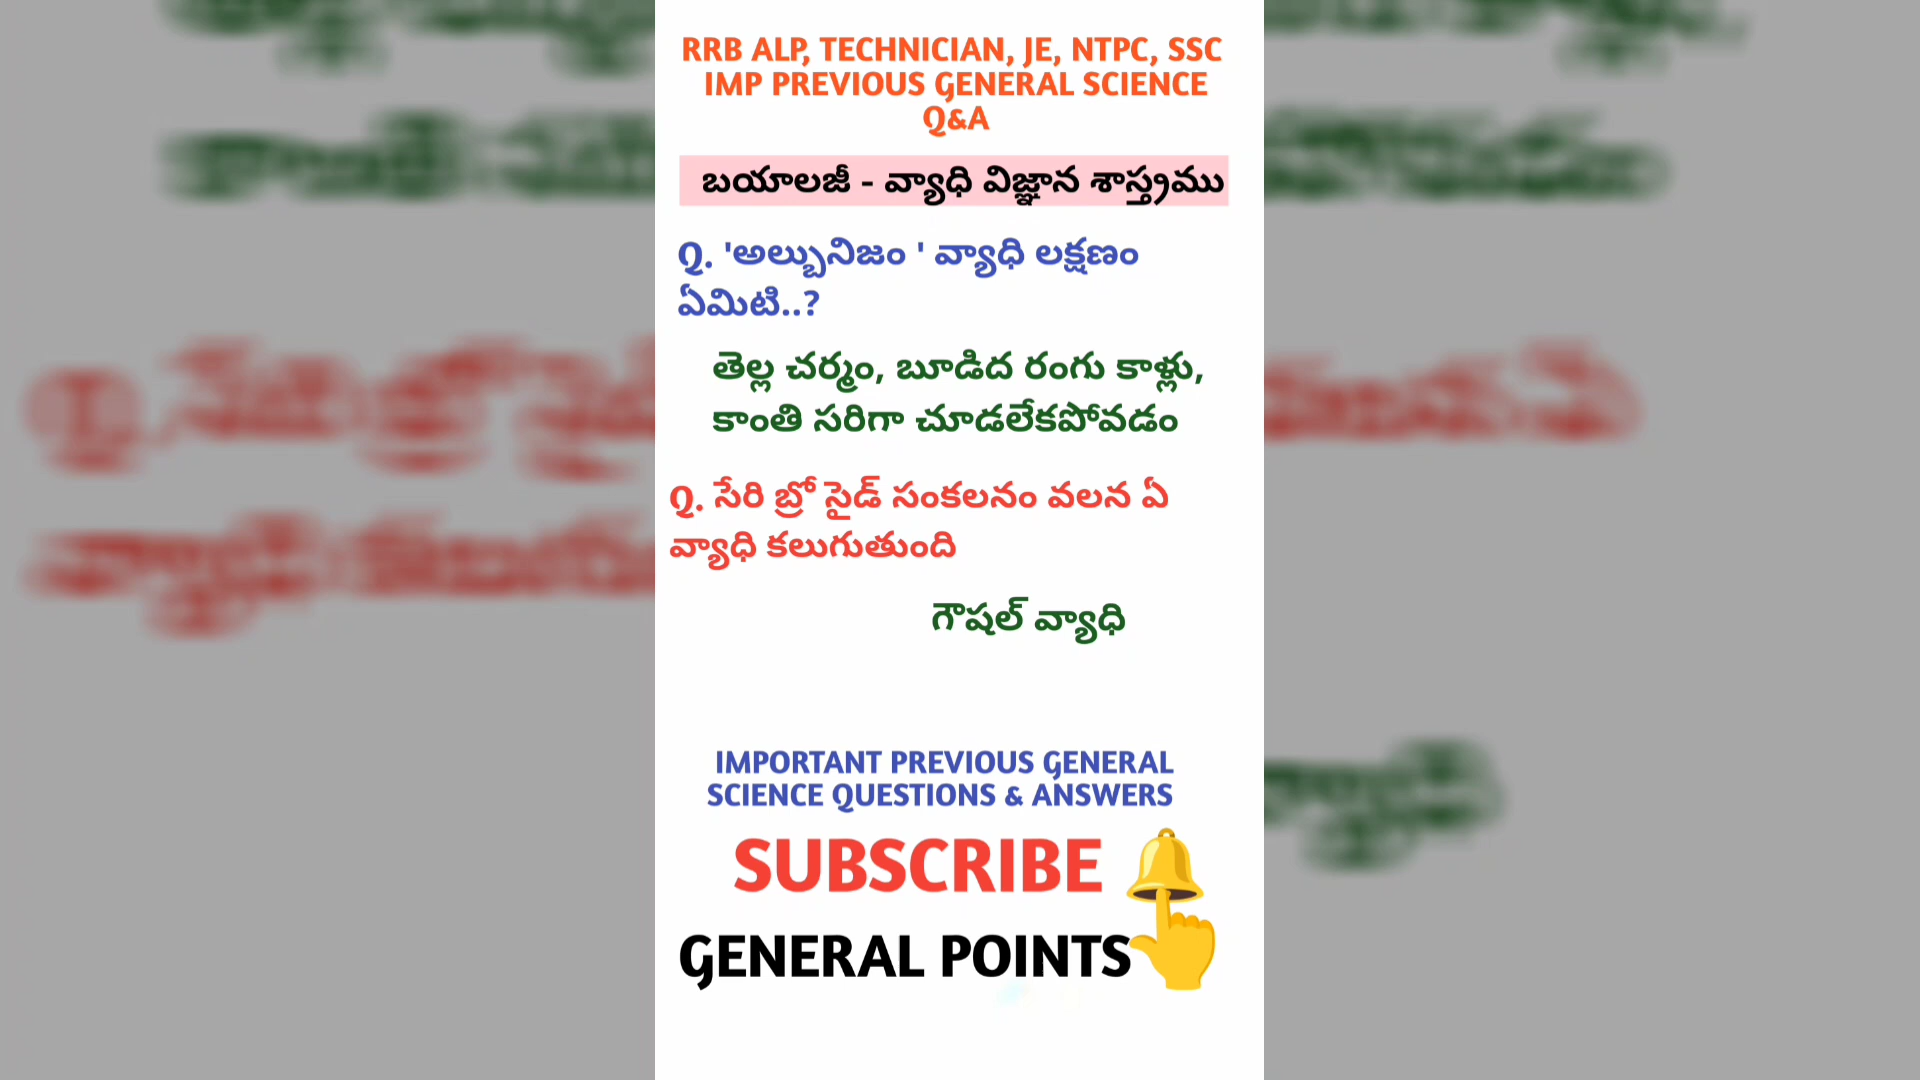 RRB ALP, TECHNICIAN, JE, NTPC, SSC
IMP PREVIOUS GENERAL SCIENCE
Q&A
బయాలజీ - వ్యాధి విజ్ఞాన శాస్త్రము
Q. 'అల్బునిజం ' వ్యాధి లక్షణం
ఏమిటి..?
తెల్ల చర్మం, బూడిద రంగు కాళ్లు,
కాంతి సరిగా చూడలేకపోవడం
Q. సేరి బ్రో సైడ్ సంకలనం వలన ఏ
వ్యాధి కలుగుతుంది
గౌషల్ వ్యాధి
IMPORTANT PREVIOUS GENERAL
SCIENCE QUESTIONS & ANSWERS
SUBSCRIBE
GENERAL POINTS